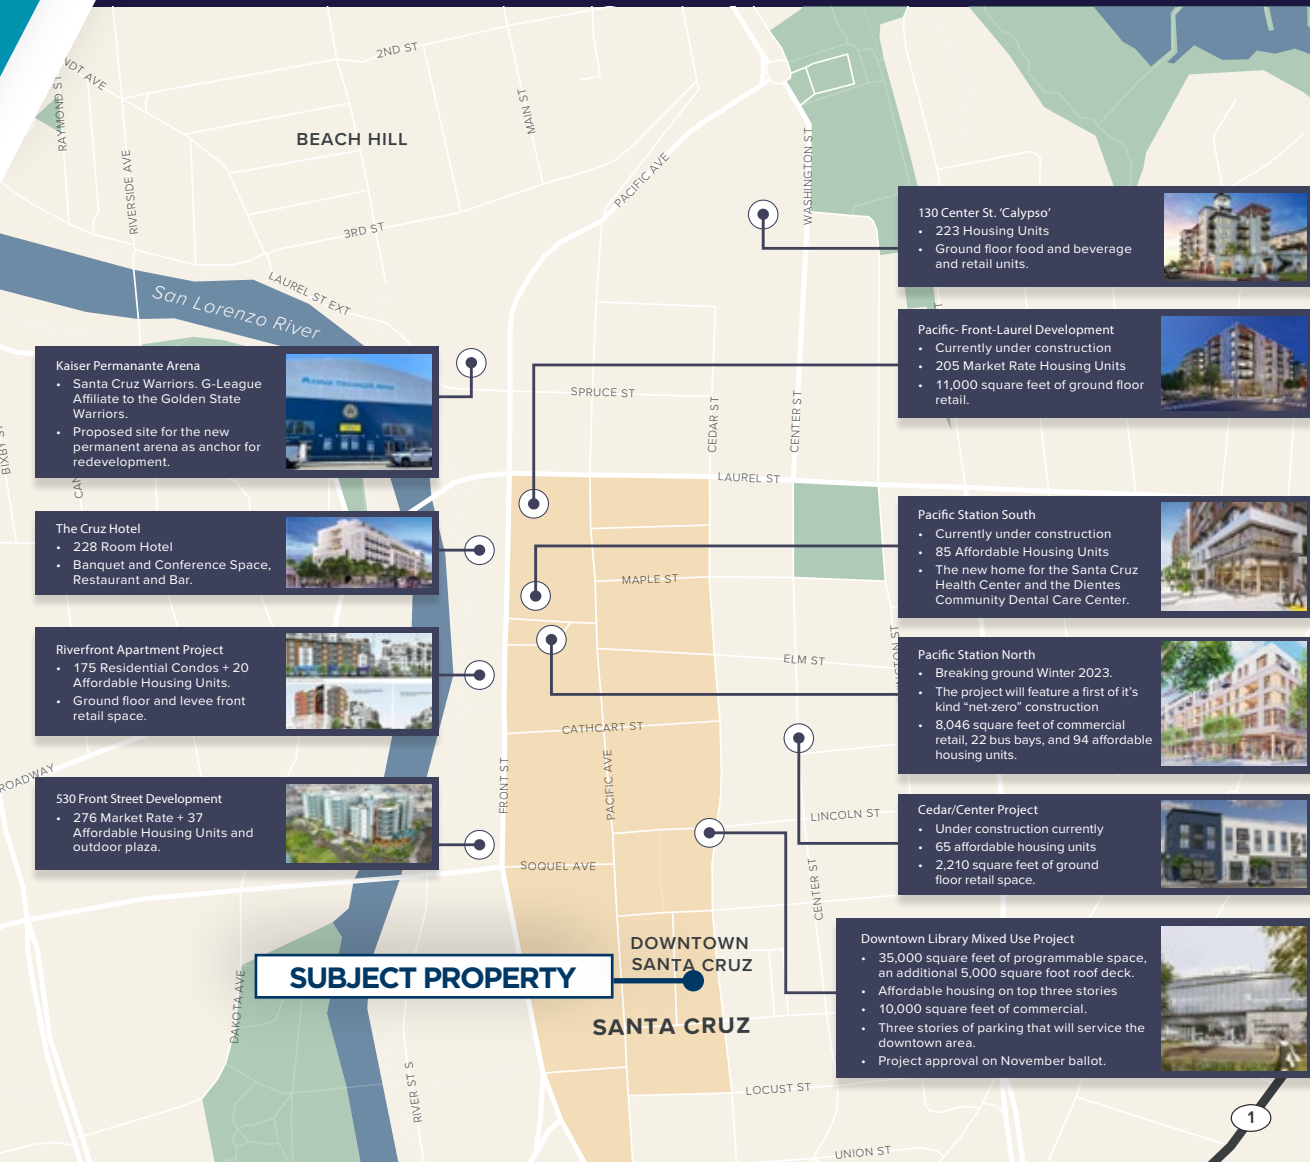 2ND ST
NDT AVE
RAYMOND ST
MAIN ST
BEACH HILL
RIVERSIDE AVE
WASHINGTON ST
PACIFIC AVE
3RD ST
LAUREL ST EXT
San Lorenzo River
130 Center St. ‘Calypso’
• 223 Housing Units
• Ground floor food and beverage
and retail units.
Pacific- Front-Laurel Development
• Currently under construction
• 205 Market Rate Housing Units
• 11,000 square feet of ground floor
retail.
Kaiser Permanante Arena
• Santa Cruz Warriors. G-League
Affiliate to the Golden State
Warriors.
• Proposed site for the new
permanent arena as anchor for
redevelopment.
SPRUCE ST
CEDAR ST
CENTER ST
BIXBY ST
LAUREL ST
The Cruz Hotel
• 228 Room Hotel
• Banquet and Conference Space,
Restaurant and Bar.
Pacific Station South
• Currently under construction
• 85 Affordable Housing Units
• The new home for the Santa Cruz
Health Center and the Dientes
Community Dental Care Center.
MAPLE ST
Riverfront Apartment Project
• 175 Residential Condos + 20
Affordable Housing Units.
• Ground floor and levee front
retail space.
ELM ST
NGTON ST
Pacific Station North
• Breaking ground Winter 2023.
• The project will feature a first of it’s
kind “net-zero” construction
• 8,046 square feet of commercial
retail, 22 bus bays, and 94 affordable
housing units.
CATHCART ST
ROADWAY
FRONT ST
PACIFIC AVE
530 Front Street Development
• 276 Market Rate + 37
Affordable Housing Units and
outdoor plaza.
LINCOLN ST
Cedar/Center Project
• Under construction currently
• 65 affordable housing units
• 2,210 square feet of ground
floor retail space.
SOQUEL AVE
CENTER ST
DOWNTOWN
SANTA CRUZ
SUBJECT PROPERTY
SANTA CRUZ
Downtown Library Mixed Use Project
• 35,000 square feet of programmable space,
an additional 5,000 square foot roof deck.
• Affordable housing on top three stories
• 10,000 square feet of commercial.
• Three stories of parking that will service the
downtown area.
• Project approval on November ballot.
DAKOTA AVE
RIVER ST S
LOCUST ST
UNION ST
1